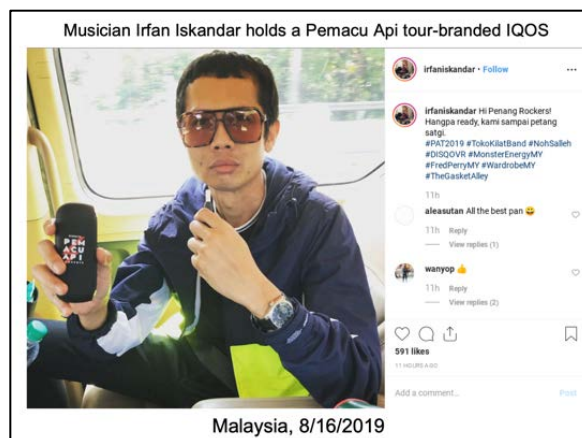 Musician Irfan Iskandar holds a Pemacu Api tour-branded IQOS
PEM
ACU
API
irfaniskandar • Follow
irfaniskandar Hi Penang Rockers!
Hangpa ready, kami sampai petang
satgi.
#PAT2019 #TokoKilatBand #NohSalleh
#DISQOVR #MonsterEnergyMY
#FredPerryMY #WardrobeMY
#TheGasketAlley
11h
aleasutan All the best pan 😀
11h Reply
View replies (1)
wanyop 👍
11h Reply
View replies (2)
591 likes
11 HOURS AGO
Add a comment... Post
Malaysia, 8/16/2019